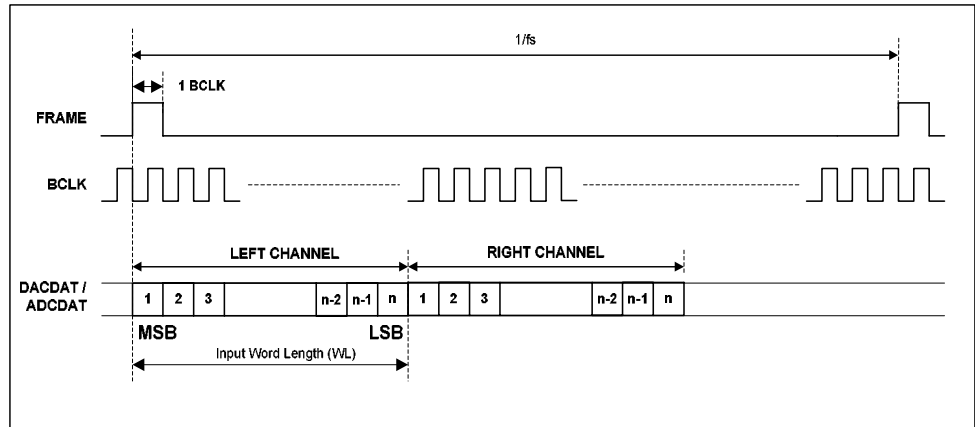 1/fs
1 BCLK
FRAME
BCLK
LEFT CHANNEL
RIGHT CHANNEL
DACDAT /
ADCDAT
1 2 3 n-2 n-1 n 1 2 3 n-2 n-1 n
MSB LSB
Input Word Length (WL)